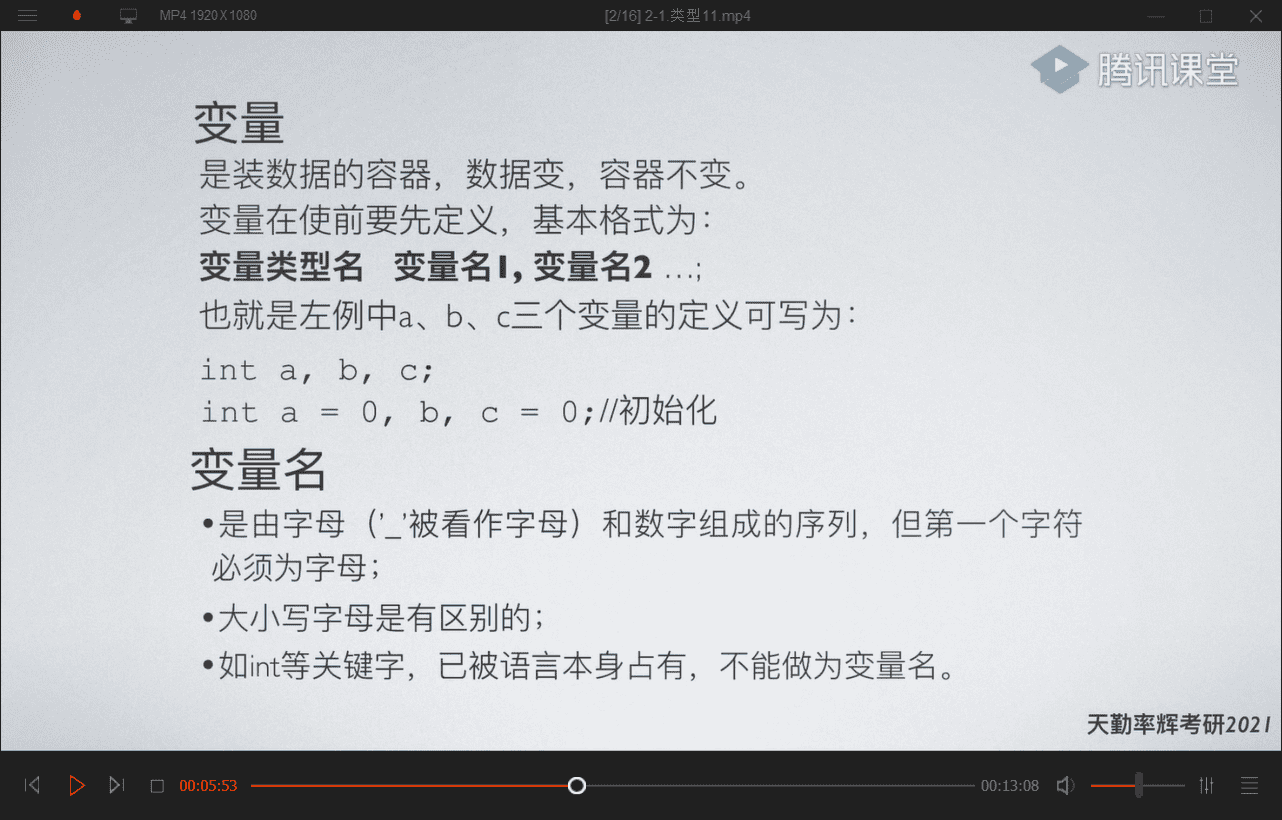 MP4 1920X1080
[2/16] 2-1.类型11.mp4
腾讯课堂
变量
是装数据的容器，数据变，容器不变。
变量在使前要先定义，基本格式为：
变量类型名 变量名1, 变量名2 …;
也就是左例中a、b、c三个变量的定义可写为：
int a, b, c;
int a = 0, b, c = 0;//初始化
变量名
•是由字母（’_’被看作字母）和数字组成的序列，但第一个字符
必须为字母；
•大小写字母是有区别的；
•如int等关键字，已被语言本身占有，不能做为变量名。
天勤率辉考研2021
00:05:53
00:13:08